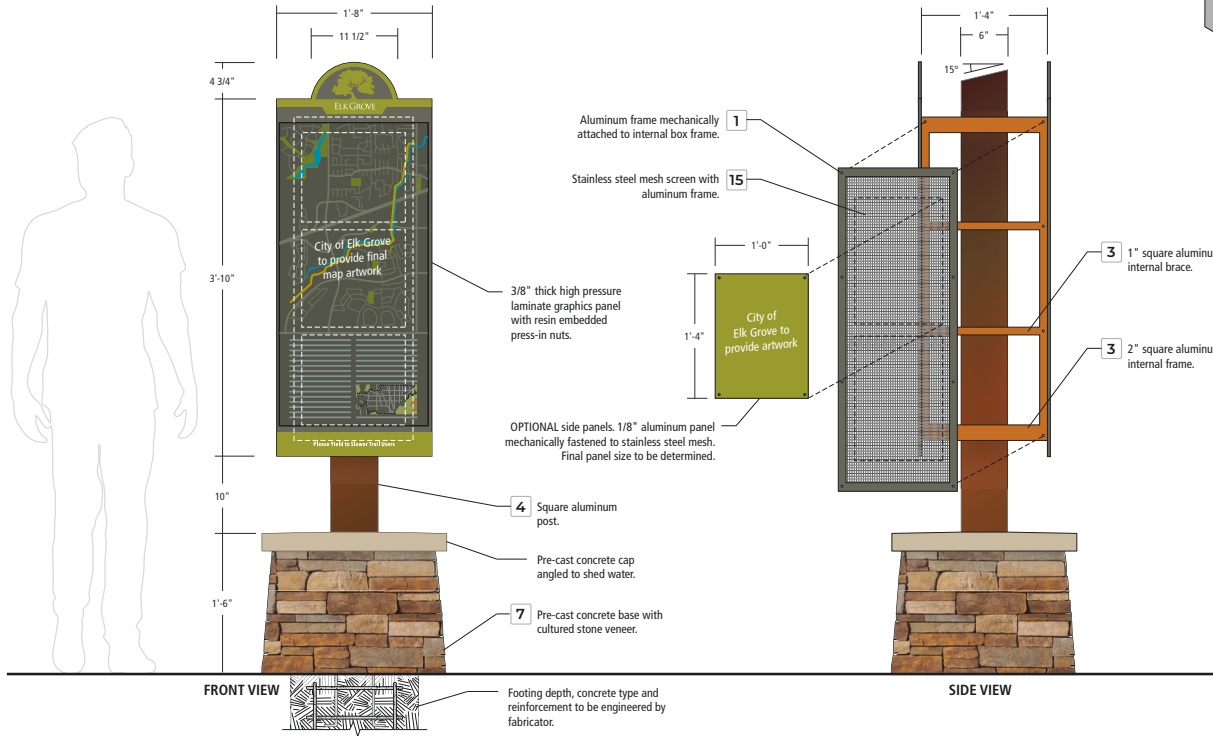 1'-8"
11 1/2"
4 3/4"
ELK GROVE
3'-10"
City of Elk Grove
to provide final
map artwork
Please Yield to Slower Trail Users
3/8" thick high pressure
laminate graphics panel
with resin embedded
press-in nuts.
10"
4 Square aluminum
post.
Pre-cast concrete cap
angled to shed water.
1'-6"
7 Pre-cast concrete base with
cultured stone veneer.
FRONT VIEW
Footing depth, concrete type and
reinforcement to be engineered by
fabricator.
1'-4"
6"
15°
Aluminum frame mechanically
attached to internal box frame.
1
Stainless steel mesh screen with
aluminum frame.
15
1'-0"
1'-4"
City of
Elk Grove to
provide artwork
OPTIONAL side panels. 1/8" aluminum panel
mechanically fastened to stainless steel mesh.
Final panel size to be determined.
3 1" square aluminu
internal brace.
3 2" square aluminu
internal frame.
SIDE VIEW